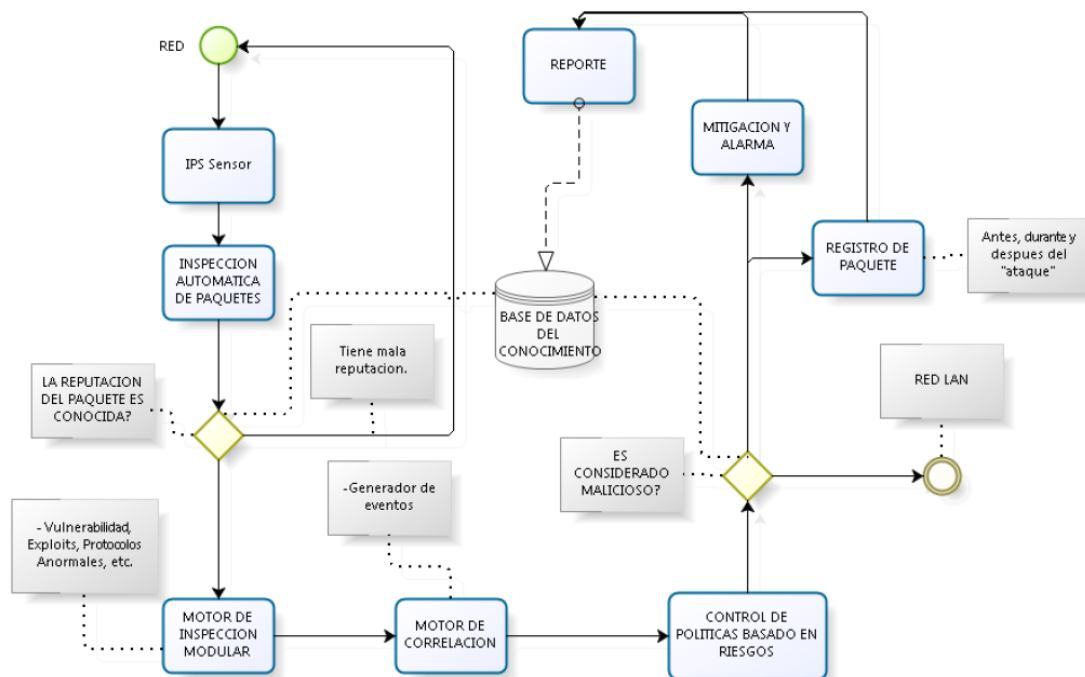 RED
REPORTE
MITIGACION Y
ALARMA
IPS Sensor
INSPECCION
AUTOMATICA
DE PAQUETES
REGISTRO DE
PAQUETE
Antes, durante y
despues del
"ataque"
BASE DE DATOS
DEL
CONOCIMIENTO
Tiene mala
reputacion.
LA REPUTACION
DEL PAQUETE ES
CONOCIDA?
RED LAN
ES
CONSIDERADO
MALICIOSO?
-Generador de
eventos
- Vulnerabilidad,
Exploits, Protocolos
Anormales, etc.
MOTOR DE
INSPECCION
MODULAR
MOTOR DE
CORRELACION
CONTROL DE
POLITICAS BASADO EN
RIESGOS